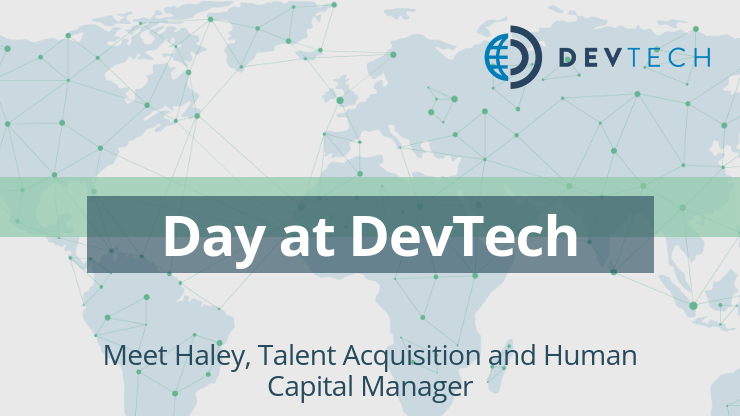 DEVTECH
Day at DevTech
Meet Haley, Talent Acquisition and Human
Capital Manager